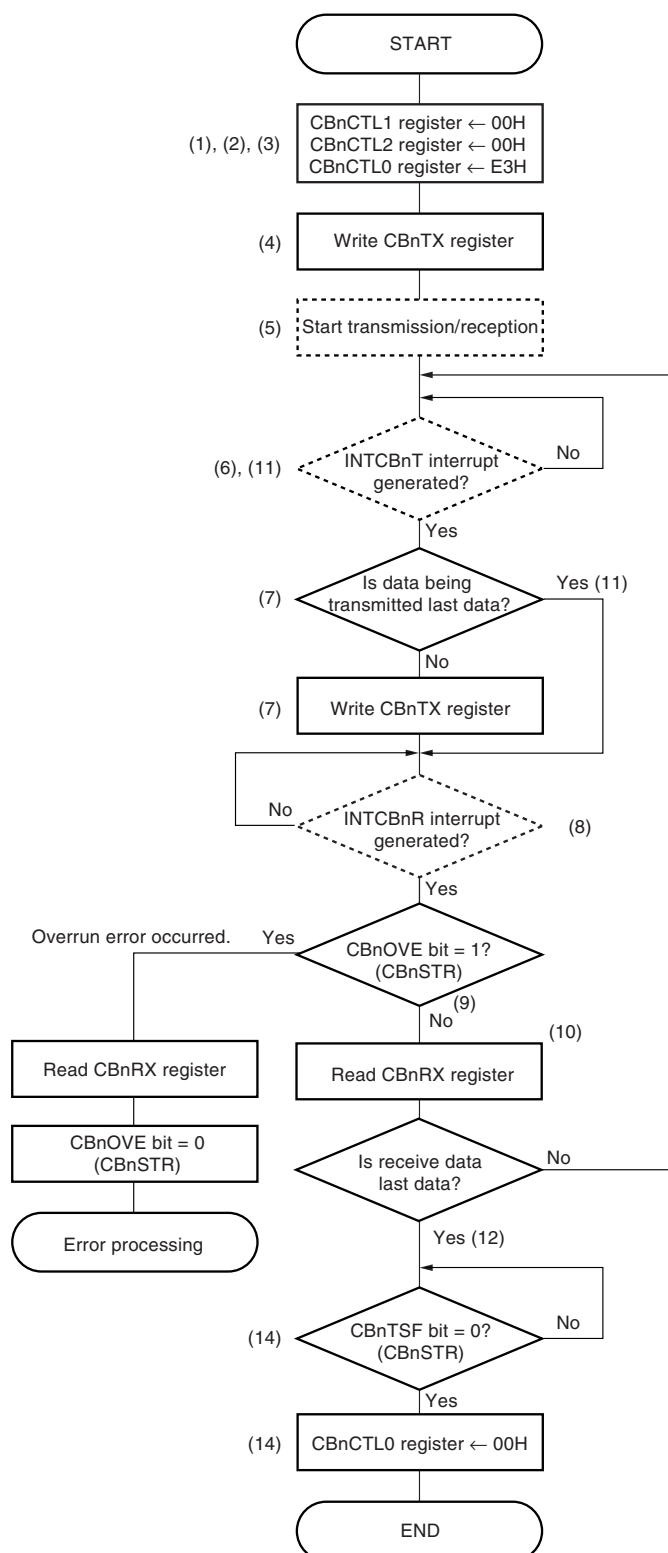 START
(1), (2), (3)
CBnCTL1 register ← 00H
CBnCTL2 register ← 00H
CBnCTL0 register ← E3H
(4)
Write CBnTX register
(5)
Start transmission/reception
(6), (11)
INTCBnT interrupt
generated?
No
Yes
(7)
Is data being
transmitted last data?
Yes (11)
No
(7)
Write CBnTX register
No
INTCBnR interrupt
generated?
(8)
Yes
Overrun error occurred.
Yes
CBnOVE bit = 1?
(CBnSTR)
(9)
No
(10)
Read CBnRX register
Read CBnRX register
CBnOVE bit = 0
(CBnSTR)
Is receive data
last data?
No
Error processing
Yes (12)
(14)
CBnTSF bit = 0?
(CBnSTR)
No
Yes
(14)
CBnCTL0 register ← 00H
END